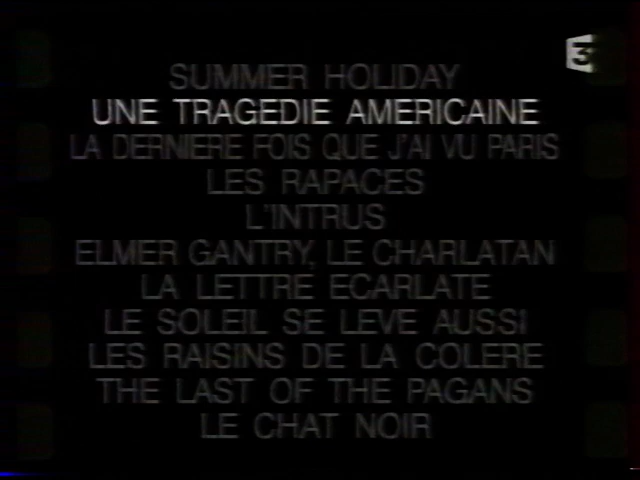 3
SUMMER HOLIDAY
UNE TRAGEDIE AMERICAINE
LA DERNIERE FOIS QUE J'AI VU PARIS
LES RAPACES
L'INTRUS
ELMER GANTRY, LE CHARLATAN
LA LETTRE ECARLATE
LE SOLEIL SE LEVE AUSSI
LES RAISINS DE LA COLERE
THE LAST OF THE PAGANS
LE CHAT NOIR